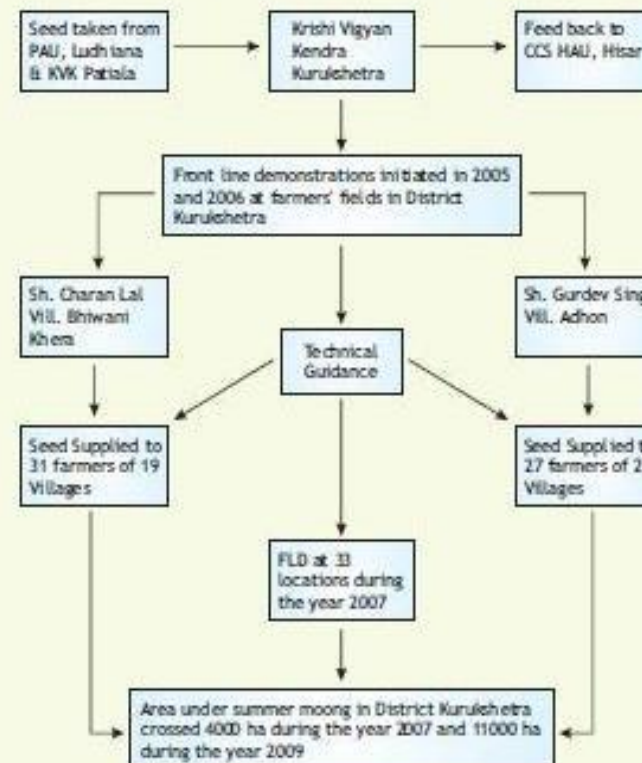 Seed taken from
PAU, Ludhiana
& KVK Patiala
Krishi Vigyan
Kendra
Kurukshetra
Feed back to
CCS HAU, Hisar
Front line demonstrations initiated in 2005
and 2006 at farmers' fields in District
Kurukshetra
Sh. Charan Lal
Vill. Bhiwani
Khera
Technical
Guidance
Sh. Gurdev Sing
Vill. Adhon
Seed Supplied to
31 farmers of 19
Villages
Seed Supplied
27 farmers of
Villages
FLD at 33
locations during
the year 2007
Area under summer moong in District Kurukshetra
crossed 4000 ha during the year 2007 and 11000 ha
during the year 2009